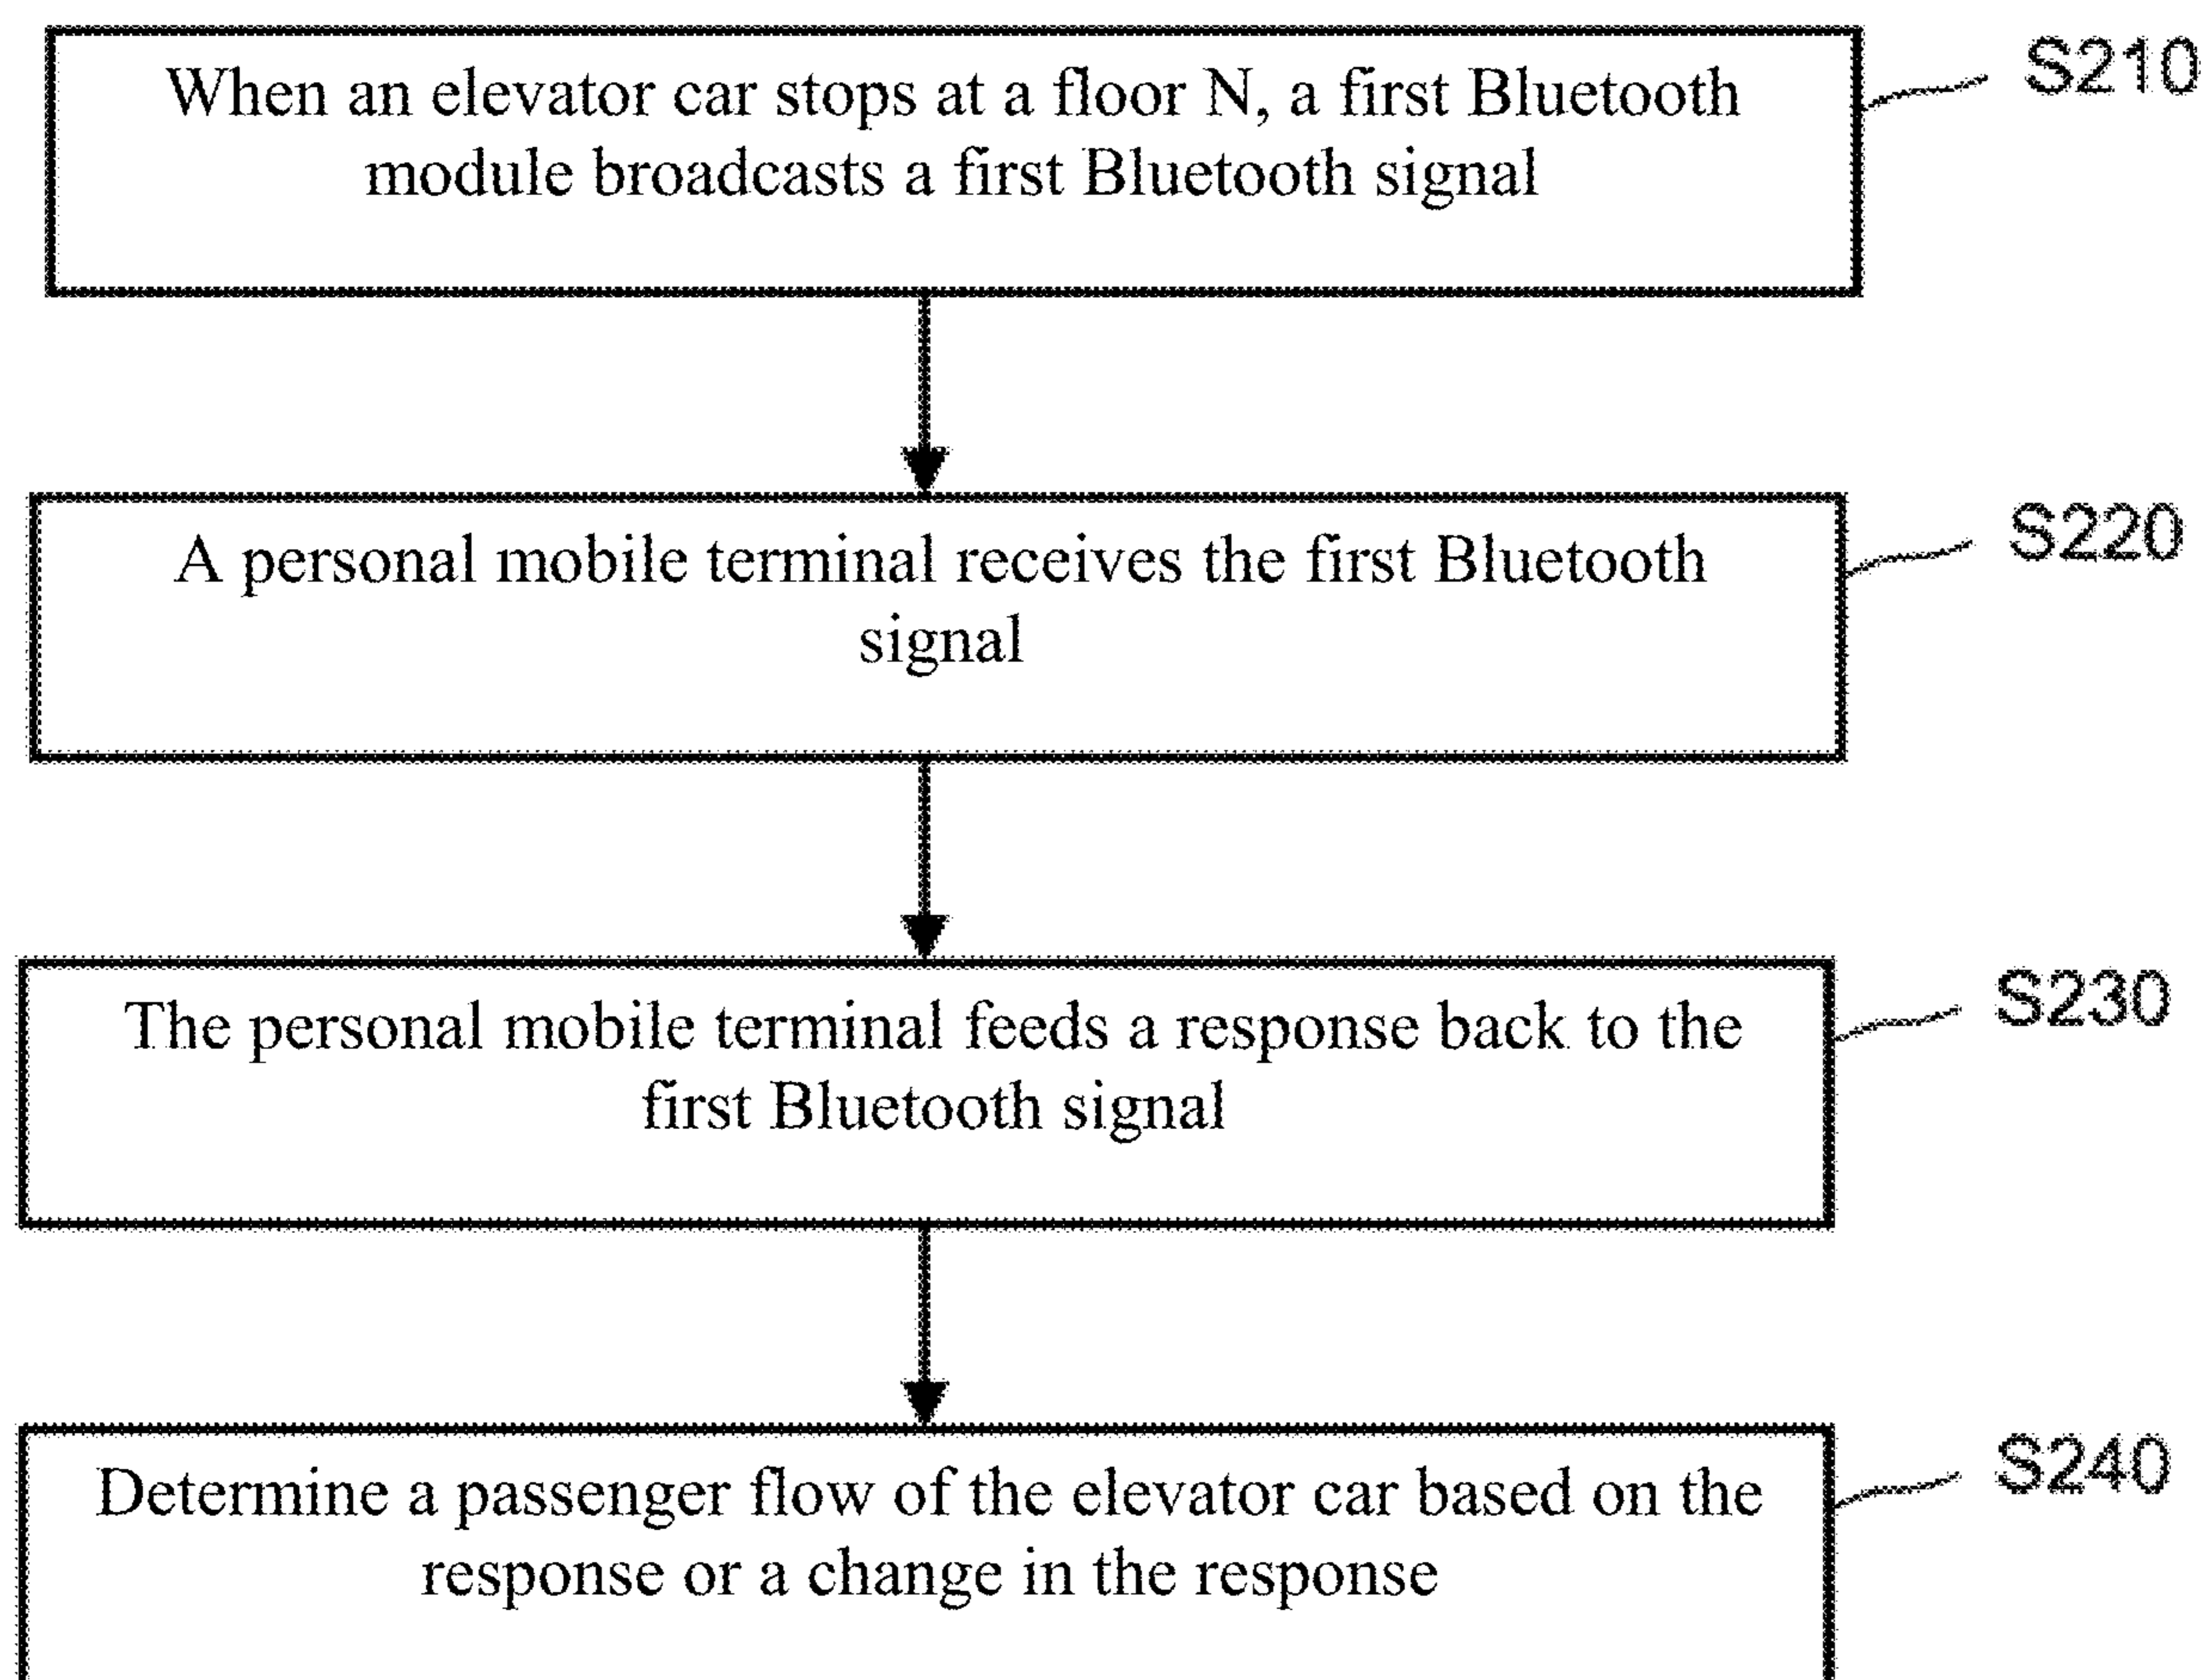 When an elevator car stops at a floor N, a first Bluetooth
module broadcasts a first Bluetooth signal
S210
A personal mobile terminal receives the first Bluetooth
signal
S220
The personal mobile terminal feeds a response back to the
first Bluetooth signal
S230
Determine a passenger flow of the elevator car based on the
response or a change in the response
S240